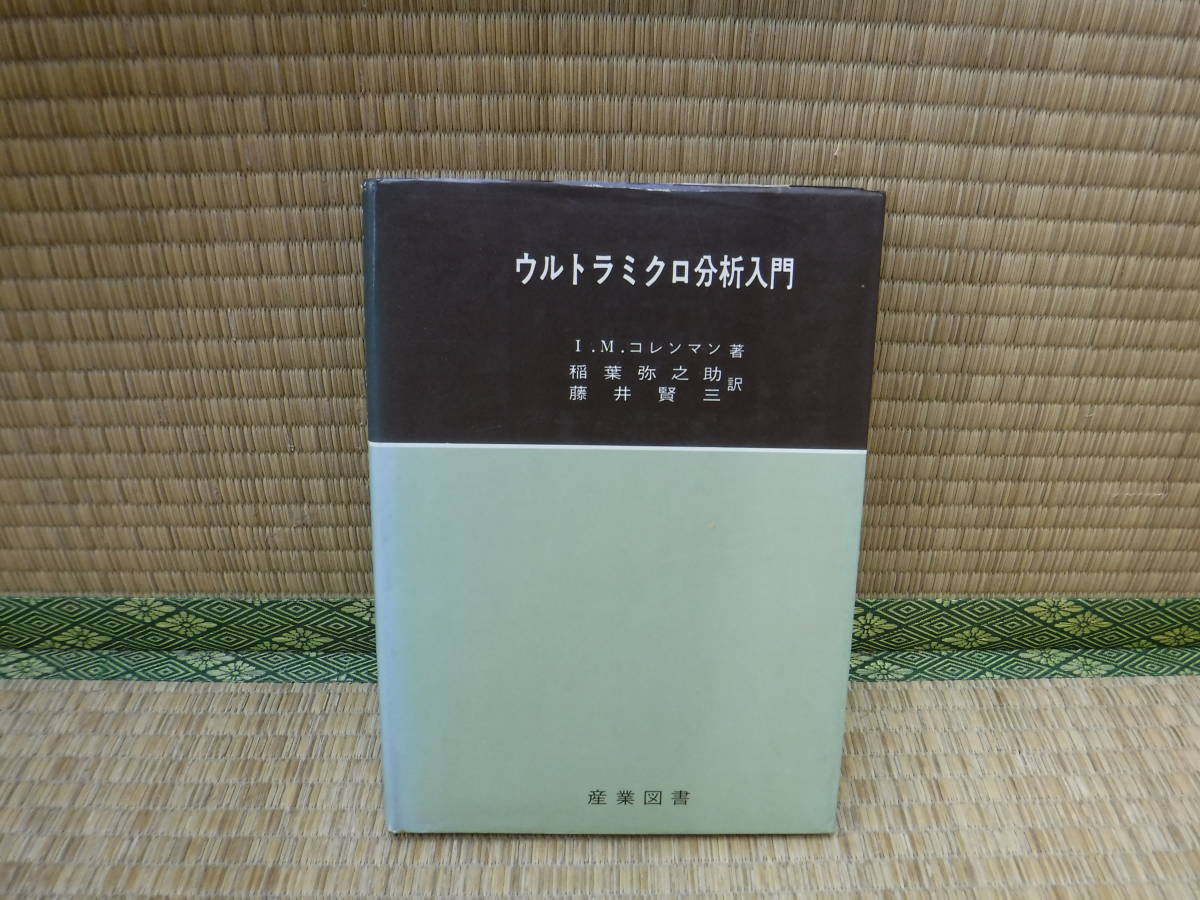 ウルトラミクロ分析入門
I.M.コレンマン著
稲葉弥之助
藤井賢三
訳
産業図書